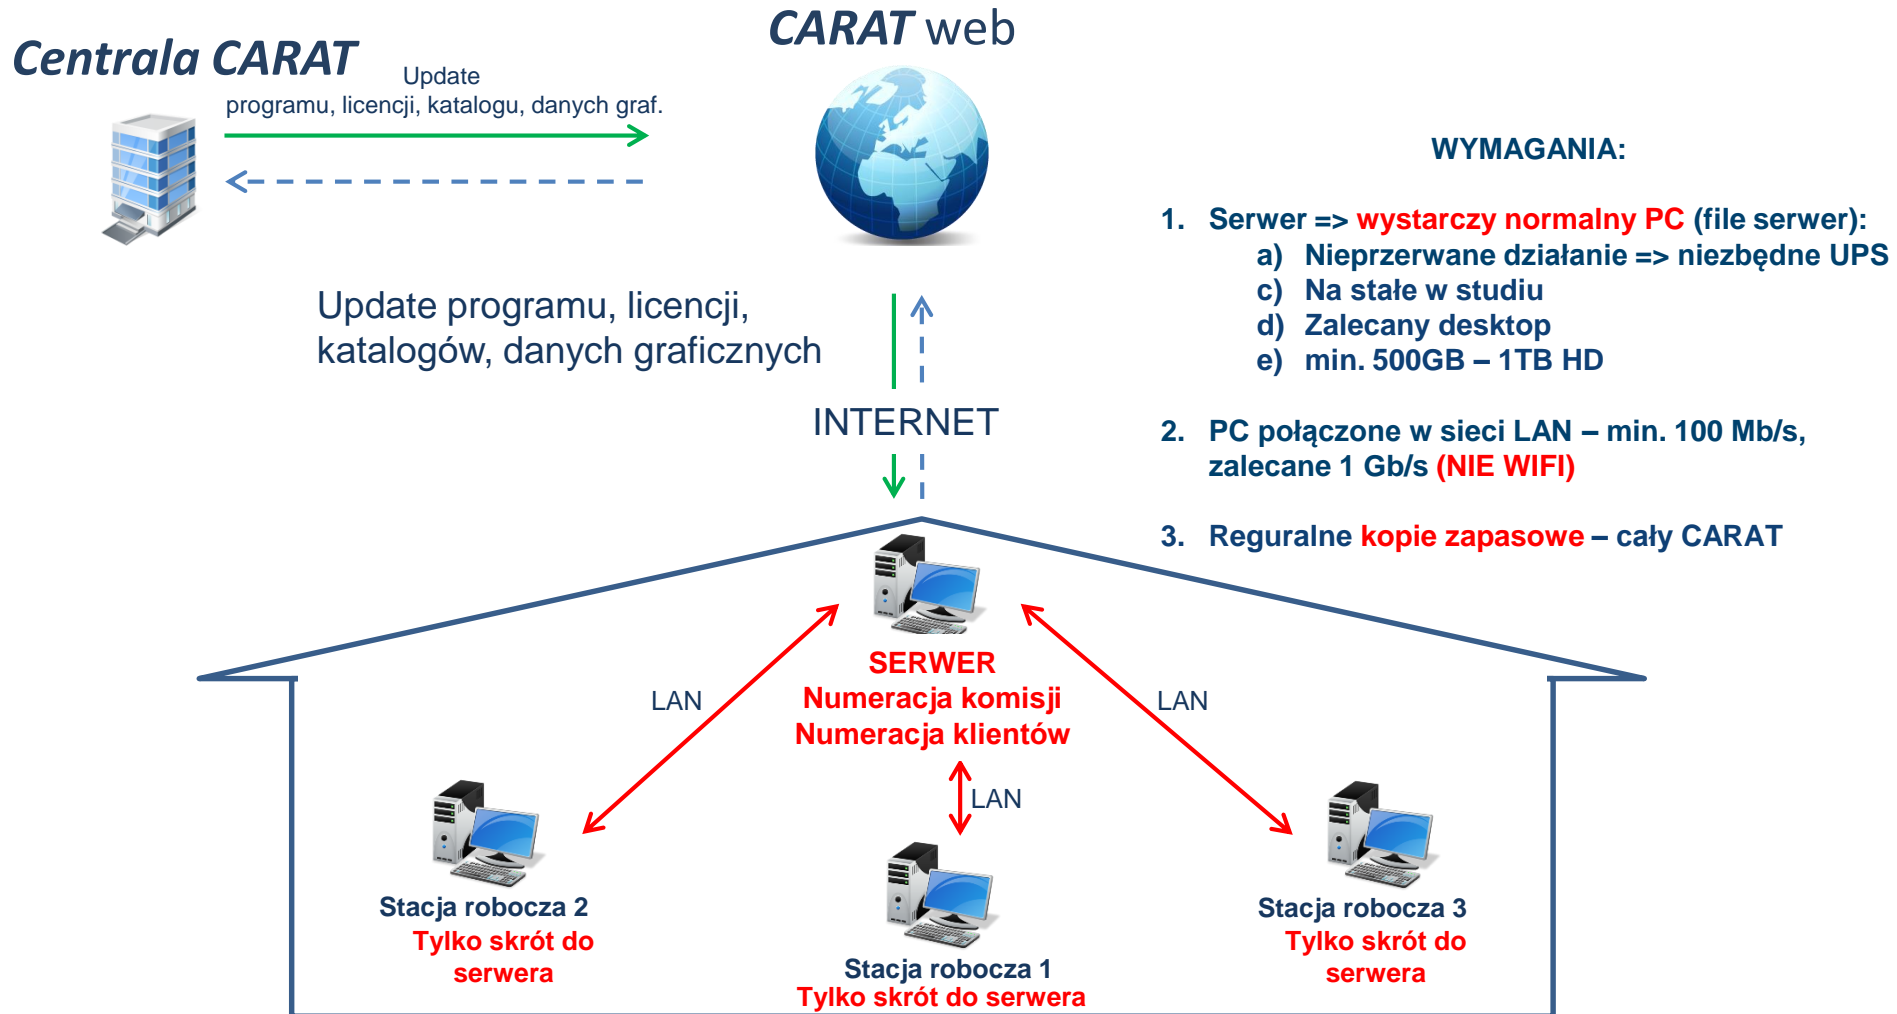 Centrala CARAT
CARAT web
Update
programu, licencji, katalogu, danych graf.
WYMAGANIA:
1. Serwer => wystarczy normalny PC (file serwer):
a) Nieprzerwane działanie => niezbędne UPS
c) Na stałe w studiu
d) Zalecany desktop
e) min. 500GB – 1TB HD
2. PC połączone w sieci LAN – min. 100 Mb/s,
zalecane 1 Gb/s (NIE WIFI)
3. Reguralne kopie zapasowe – cały CARAT
Update programu, licencji,
katalogów, danych graficznych
INTERNET
SERWER
Numeracja komisji
Numeracja klientów
LAN
LAN
LAN
Stacja robocza 2
Tylko skrót do
serwera
Stacja robocza 1
Tylko skrót do serwera
Stacja robocza 3
Tylko skrót do
serwera